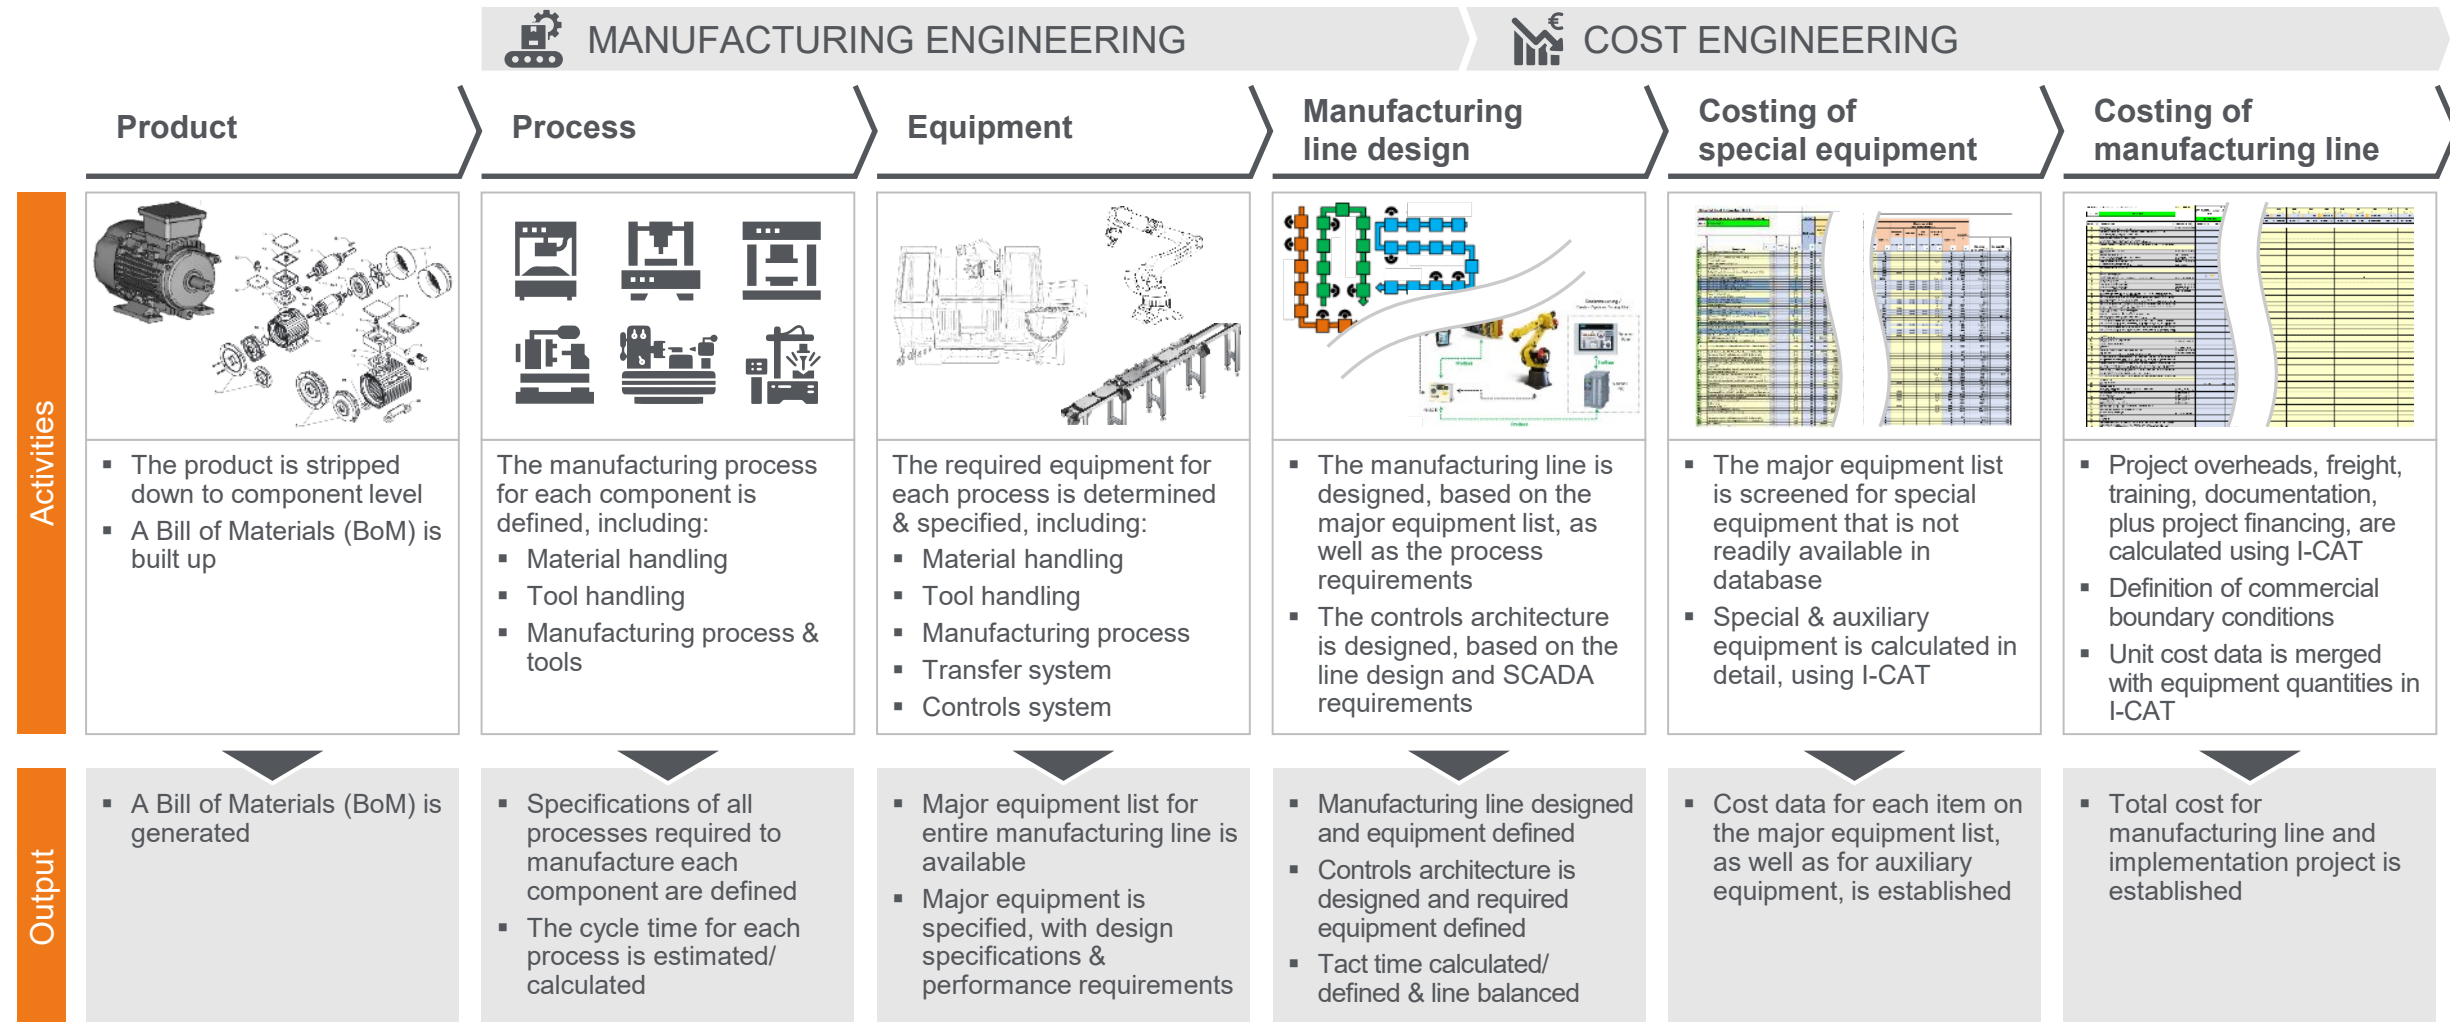 MANUFACTURING ENGINEERING
COST ENGINEERING
Product
Process
Equipment
Manufacturing
line design
Costing of
special equipment
Costing of
manufacturing line
Activities
▪ The product is stripped
down to component level
▪ A Bill of Materials (BoM) is
built up
The manufacturing process
for each component is
defined, including:
▪ Material handling
▪ Tool handling
▪ Manufacturing process &
tools
The required equipment for
each process is determined
& specified, including:
▪ Material handling
▪ Tool handling
▪ Manufacturing process
▪ Transfer system
▪ Controls system
▪ The manufacturing line is
designed, based on the
major equipment list, as
well as the process
requirements
▪ The controls architecture
is designed, based on the
line design and SCADA
requirements
▪ The major equipment list
is screened for special
equipment that is not
readily available in
database
▪ Special & auxiliary
equipment is calculated in
detail, using I-CAT
▪ Project overheads, freight,
training, documentation,
plus project financing, are
calculated using I-CAT
▪ Definition of commercial
boundary conditions
▪ Unit cost data is merged
with equipment quantities in
I-CAT
Output
▪ A Bill of Materials (BoM) is
generated
▪ Specifications of all
processes required to
manufacture each
component are defined
▪ The cycle time for each
process is estimated/
calculated
▪ Major equipment list for
entire manufacturing line is
available
▪ Major equipment is
specified, with design
specifications &
performance requirements
▪ Manufacturing line designed
and equipment defined
▪ Controls architecture is
designed and required
equipment defined
▪ Tact time calculated/
defined & line balanced
▪ Cost data for each item on
the major equipment list,
as well as for auxiliary
equipment, is established
▪ Total cost for
manufacturing line and
implementation project is
established